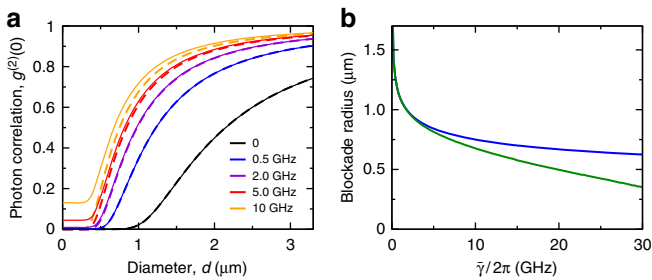 a
Photon correlation, g⁽²⁾(0)
1
0.8
0.6
0.4
0.2
0
0
1
2
3
Diameter, d (μm)
0
0.5 GHz
2.0 GHz
5.0 GHz
10 GHz
b
Blockade radius (μm)
1.5
1.0
0.5
0
0
10
20
30
γ̄/2π (GHz)